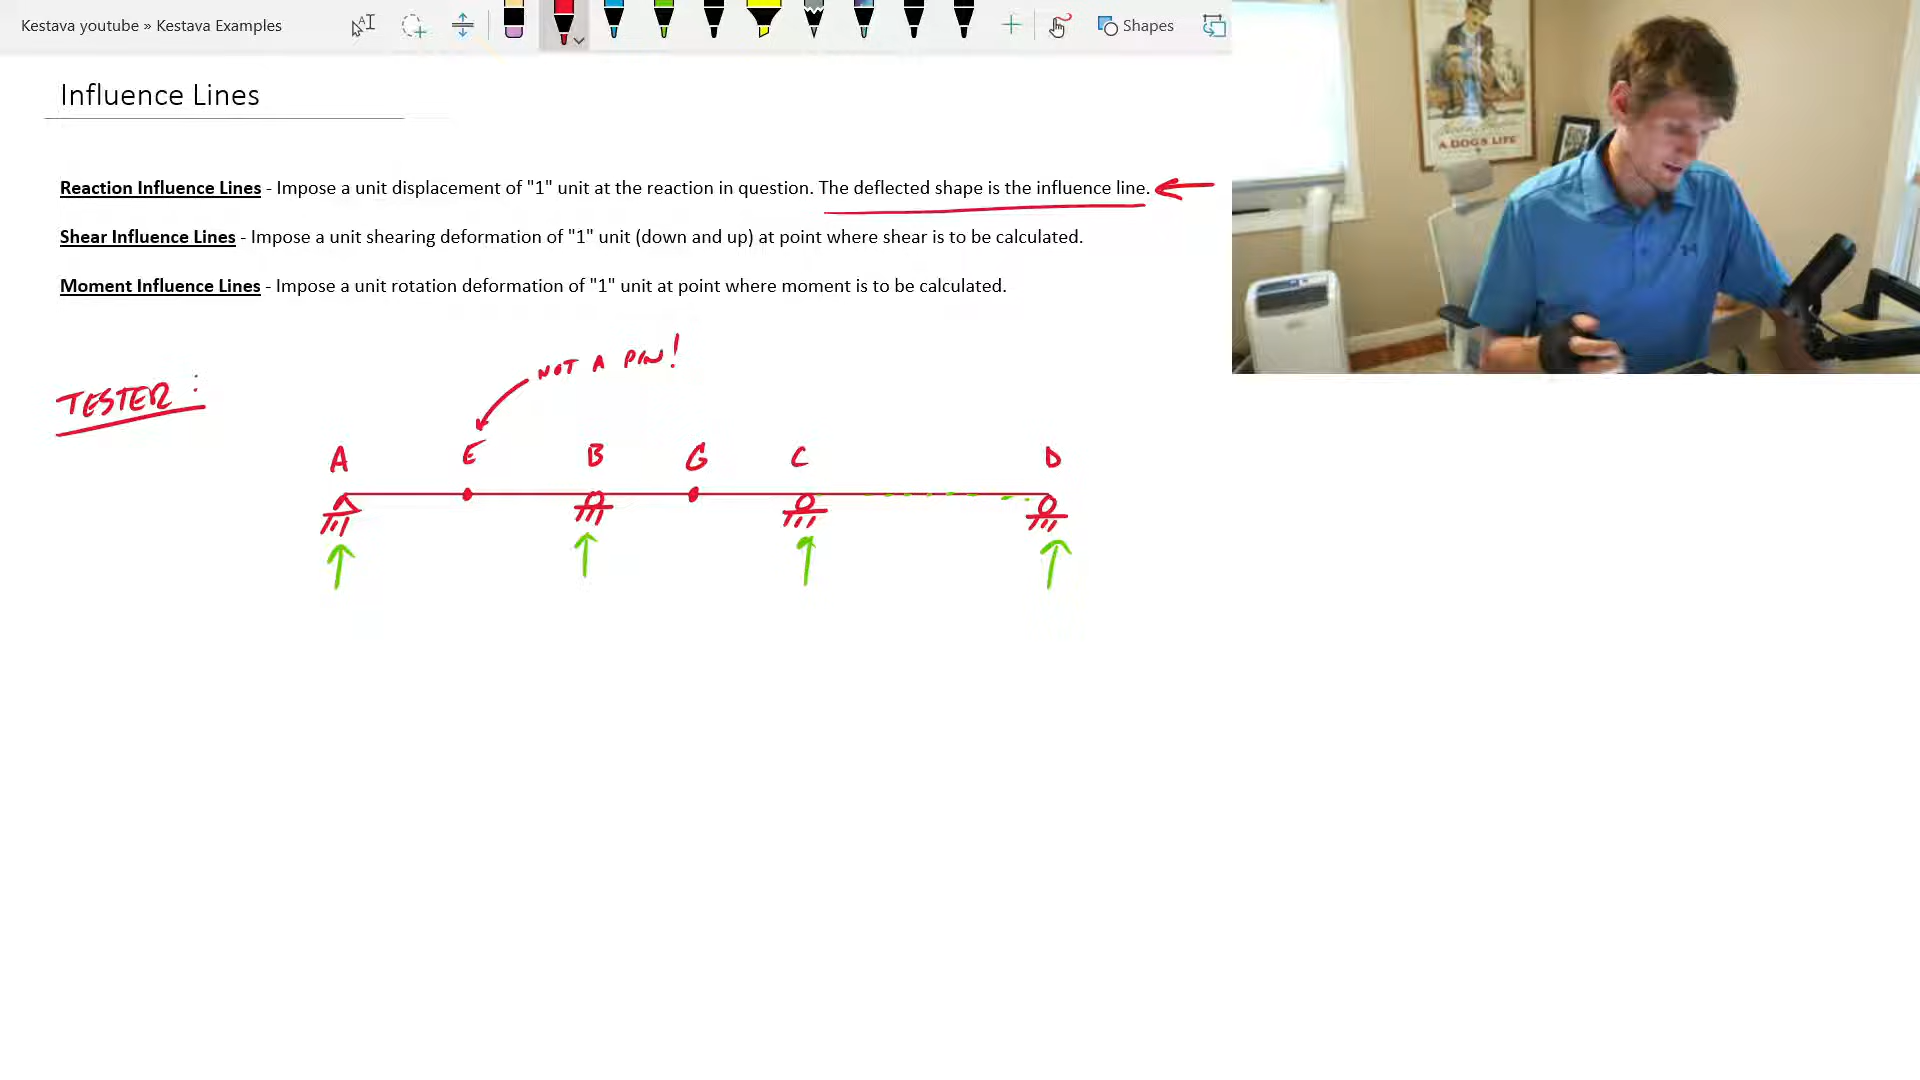 Kestava youtube » Kestava Examples
Shapes
A DOG'S LIFE
Influence Lines
Reaction Influence Lines - Impose a unit displacement of "1" unit at the reaction in question. The deflected shape is the influence line.
Shear Influence Lines - Impose a unit shearing deformation of "1" unit (down and up) at point where shear is to be calculated.
Moment Influence Lines - Impose a unit rotation deformation of "1" unit at point where moment is to be calculated.
NOT A PIN!
TESTER:
A E B G C D